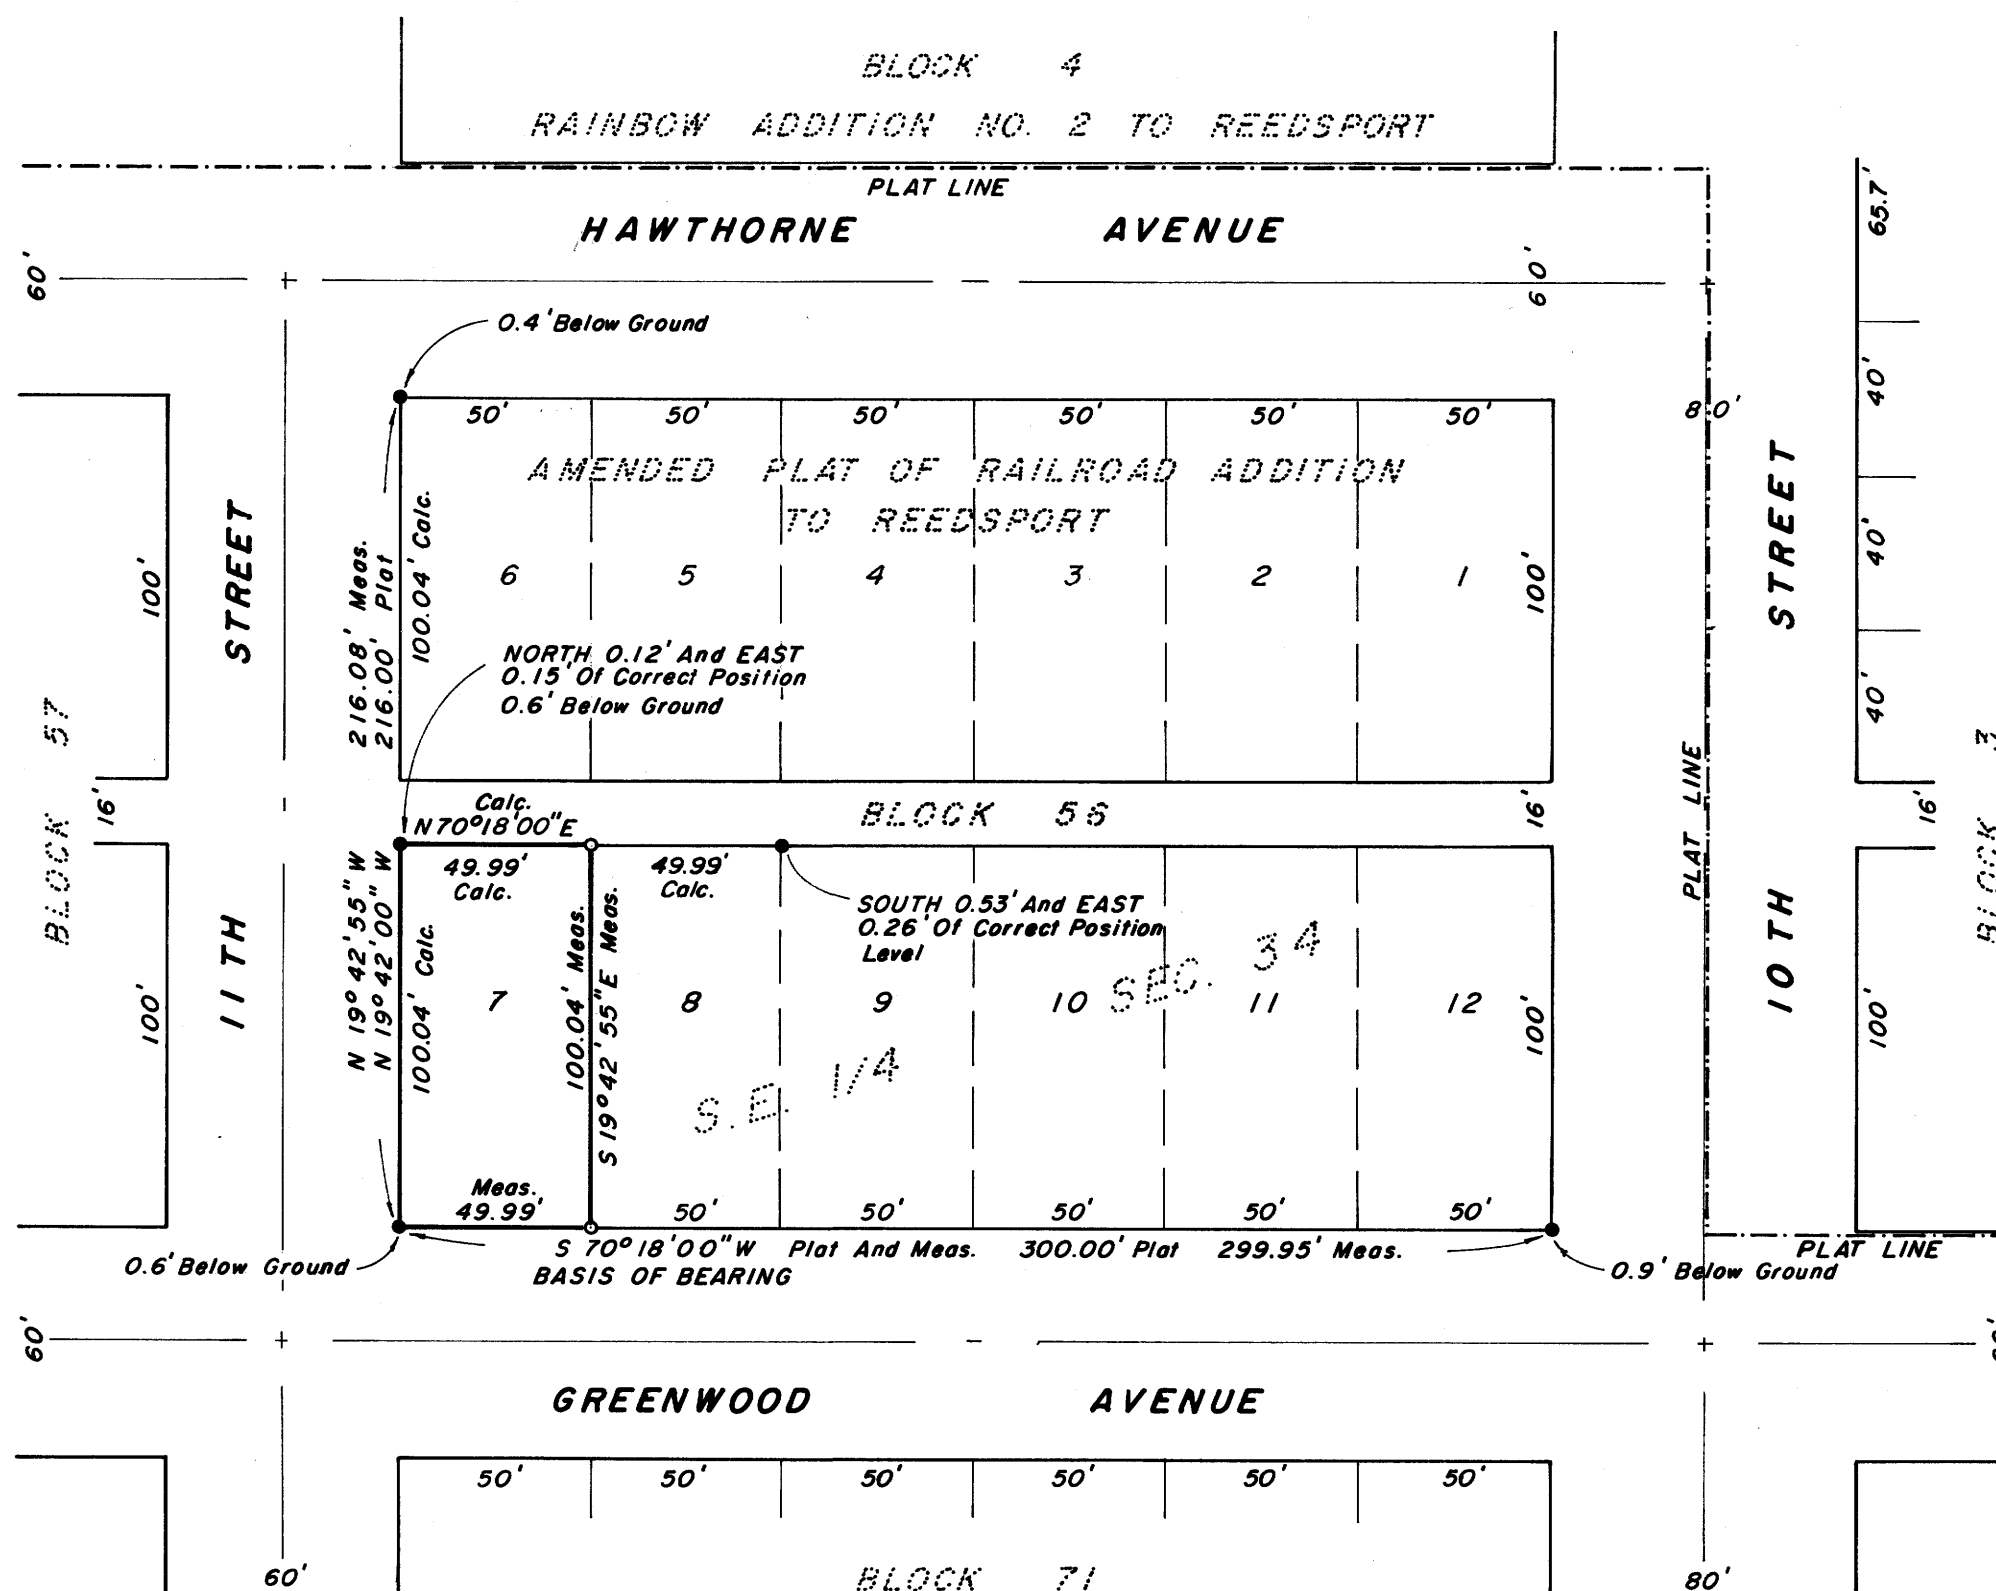 BLOCK 4
RAINBOW ADDITION NO. 2 TO REEDSPORT
PLAT LINE
HAWTHORNE AVENUE
60'
60'
65.7'
0.4' Below Ground
50' 50' 50' 50' 50' 50'
80'
40'
AMENDED PLAT OF RAILROAD ADDITION
TO REEDSPORT
STREET
STREET
100'
216.08' Meas.
216.00' Plat
100.04' Calc.
6 5 4 3 2 1
100'
40'
NORTH 0.12' And EAST
0.15' Of Correct Position
0.6' Below Ground
40'
BLOCK 57
16'
Calc.
N 70° 18' 00" E
BLOCK 56
16'
PLAT LINE
16'
BLOCK 3
49.99'
Calc.
49.99'
Calc.
SOUTH 0.53' And EAST
0.26' Of Correct Position
Level
N 19° 42' 55" W
N 19° 42' 00" W
100.04' Calc.
100.04' Meas.
S 19° 42' 55" E Meas.
SEC. 34
11TH
10TH
100'
7 8 9 10 11 12
100'
100'
S.E. 1/4
Meas.
49.99'
50' 50' 50' 50' 50'
S 70° 18' 00" W Plat And Meas. 300.00' Plat 299.95' Meas.
BASIS OF BEARING
0.6' Below Ground
PLAT LINE
0.9' Below Ground
60'
GREENWOOD AVENUE
50' 50' 50' 50' 50' 50'
60'
BLOCK 71
80'